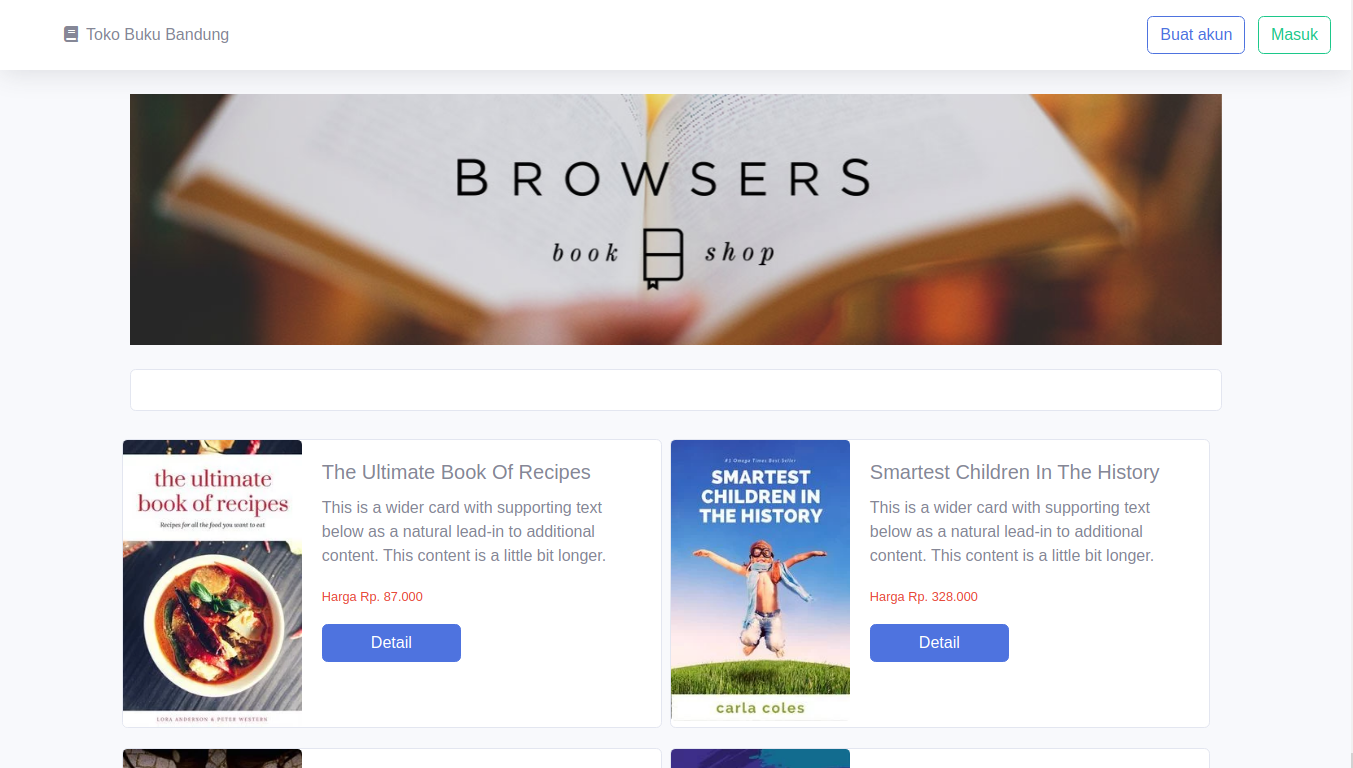 Toko Buku Bandung
Buat akun
Masuk
BROWSERS
book shop
the ultimate
book of recipes
Recipes for all the food you want to eat
LORA ANDERSON & PETER WESTERN
The Ultimate Book Of Recipes
This is a wider card with supporting text
below as a natural lead-in to additional
content. This content is a little bit longer.
Harga Rp. 87.000
Detail
#1 Omega Times Best Seller
SMARTEST
CHILDREN IN
THE HISTORY
carla coles
Smartest Children In The History
This is a wider card with supporting text
below as a natural lead-in to additional
content. This content is a little bit longer.
Harga Rp. 328.000
Detail